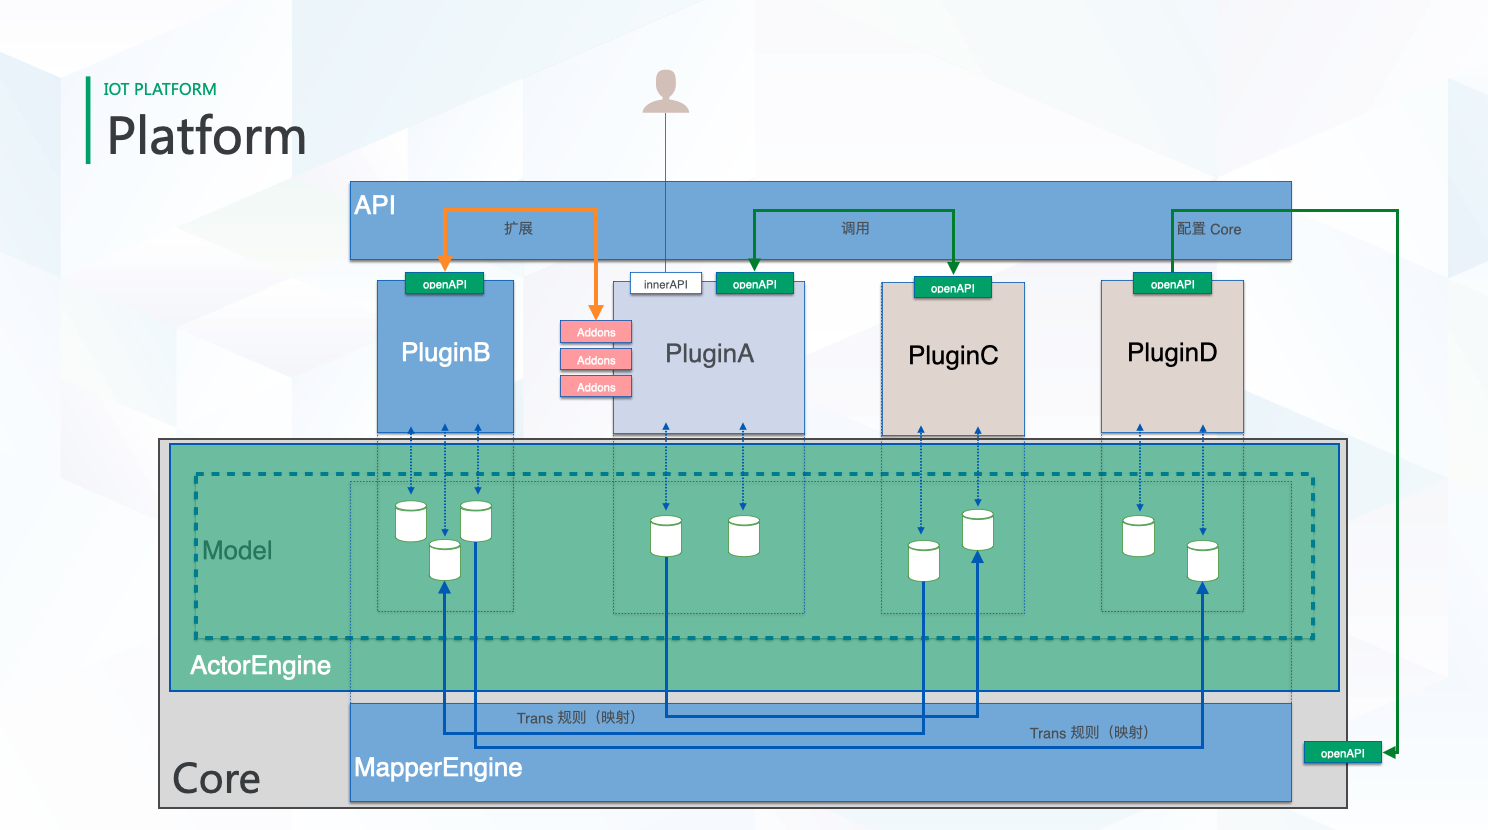 IOT PLATFORM
Platform
API
扩展
调用
配置 Core
openAPI
innerAPI
openAPI
openAPI
openAPI
Addons
Addons
Addons
PluginB
PluginA
PluginC
PluginD
Model
ActorEngine
Trans 规则（映射）
Trans 规则（映射）
openAPI
MapperEngine
Core